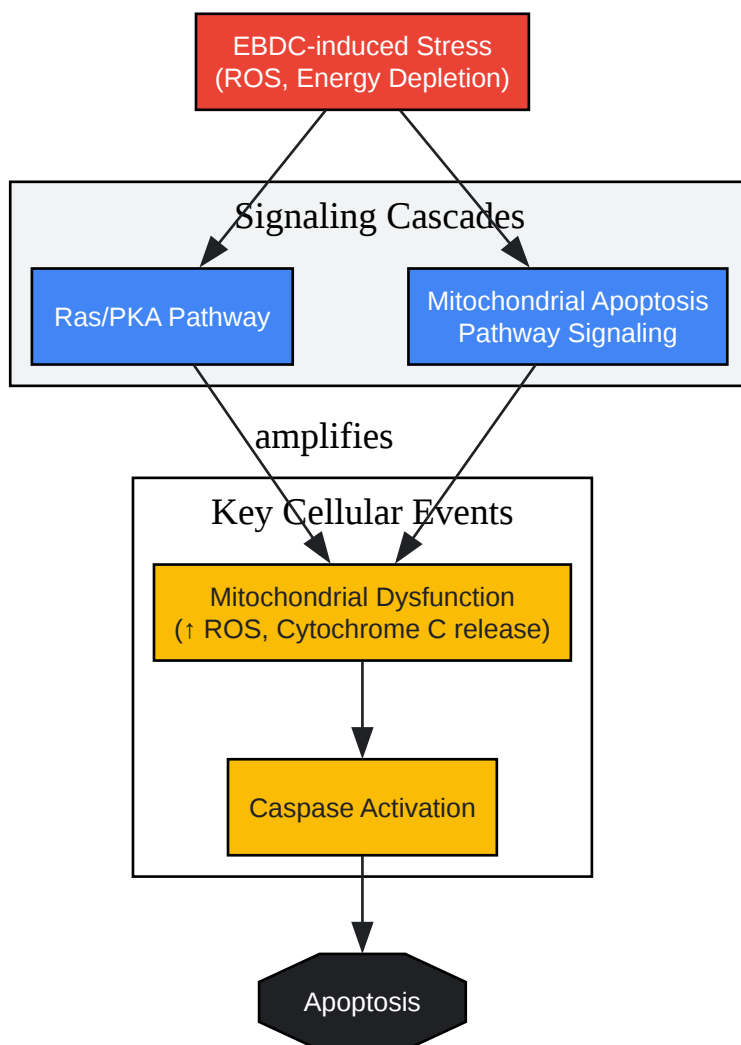 EBDC-induced Stress
(ROS, Energy Depletion)
Signaling Cascades
Ras/PKA Pathway
Mitochondrial Apoptosis
Pathway Signaling
amplifies
Key Cellular Events
Mitochondrial Dysfunction
(↑ ROS, Cytochrome C release)
Caspase Activation
Apoptosis